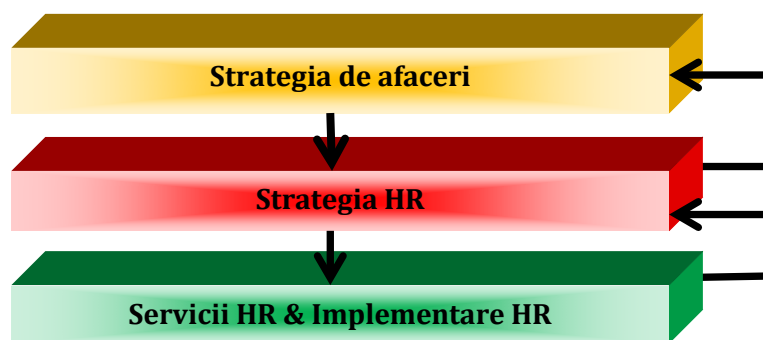 Strategia de afaceri
Strategia HR
Servicii HR & Implementare HR